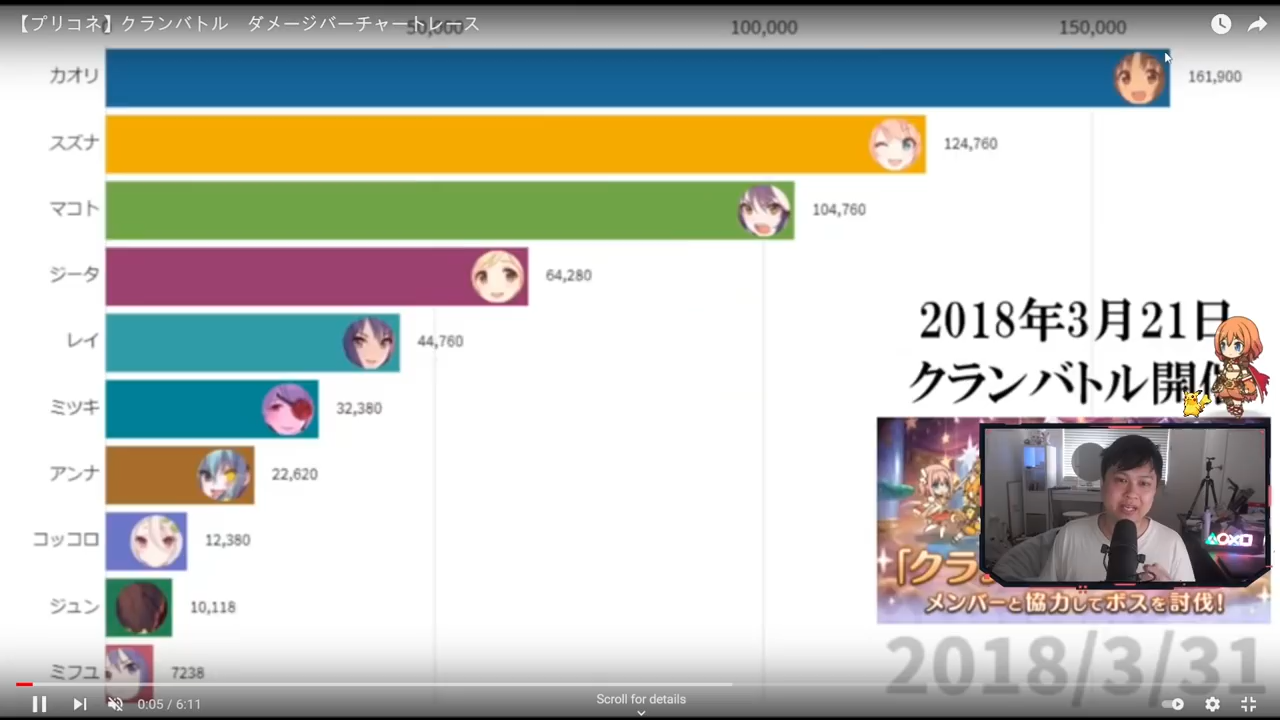 【プリコネ】クランバトル　ダメージバーチャートレース
50,000
100,000
150,000
カオリ
161,900
スズナ
124,760
マコト
104,760
ジータ
64,280
レイ
44,760
ミツキ
32,380
アンナ
22,620
コッコロ
12,380
ジュン
10,118
ミフユ
7238
2018年3月21日
クランバトル開
「クラ
メンバーと協力してボスを討伐!
2018/3/31
0:05 / 6:11
Scroll for details